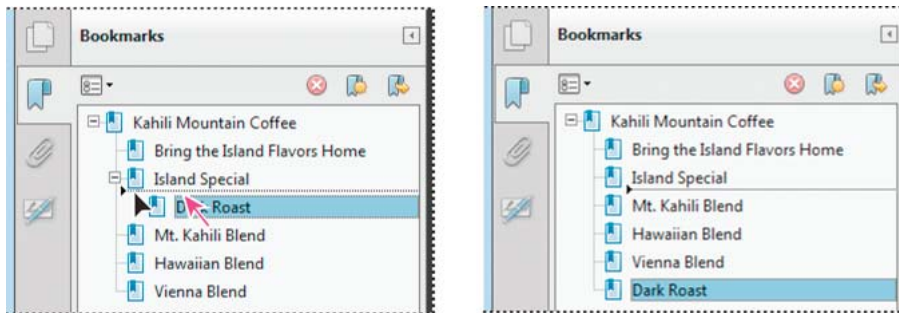 Bookmarks
Kahili Mountain Coffee
Bring the Island Flavors Home
Island Special
Dark Roast
Mt. Kahili Blend
Hawaiian Blend
Vienna Blend
Bookmarks
Kahili Mountain Coffee
Bring the Island Flavors Home
Island Special
Mt. Kahili Blend
Hawaiian Blend
Vienna Blend
Dark Roast